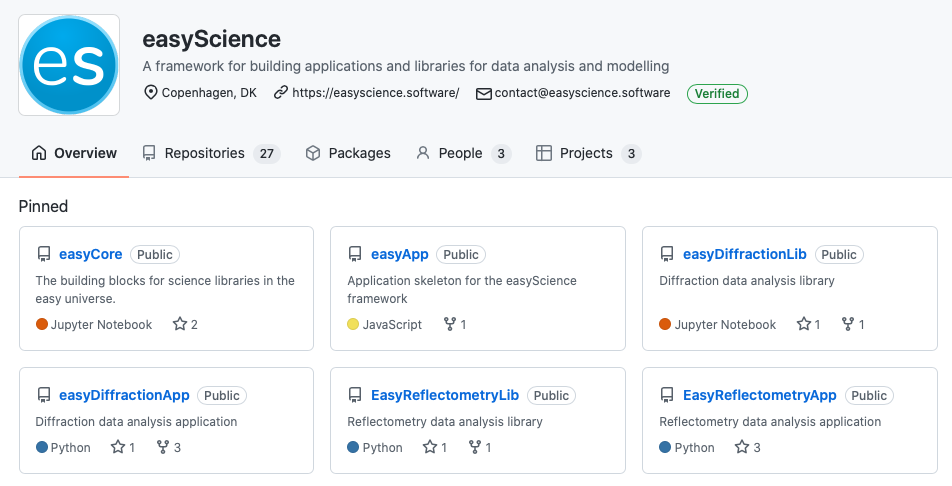 es
easyScience
A framework for building applications and libraries for data analysis and modelling
Copenhagen, DK https://easyscience.software/ contact@easyscience.software Verified
Overview Repositories 27 Packages People 3 Projects 3
Pinned
easyCore Public
The building blocks for science libraries in the
easy universe.
Jupyter Notebook 2
easyApp Public
Application skeleton for the easyScience
framework
JavaScript 1
easyDiffractionLib Public
Diffraction data analysis library
Jupyter Notebook 1 1
easyDiffractionApp Public
Diffraction data analysis application
Python 1 3
EasyReflectometryLib Public
Reflectometry data analysis library
Python 1 1
EasyReflectometryApp Public
Reflectometry data analysis application
Python 3